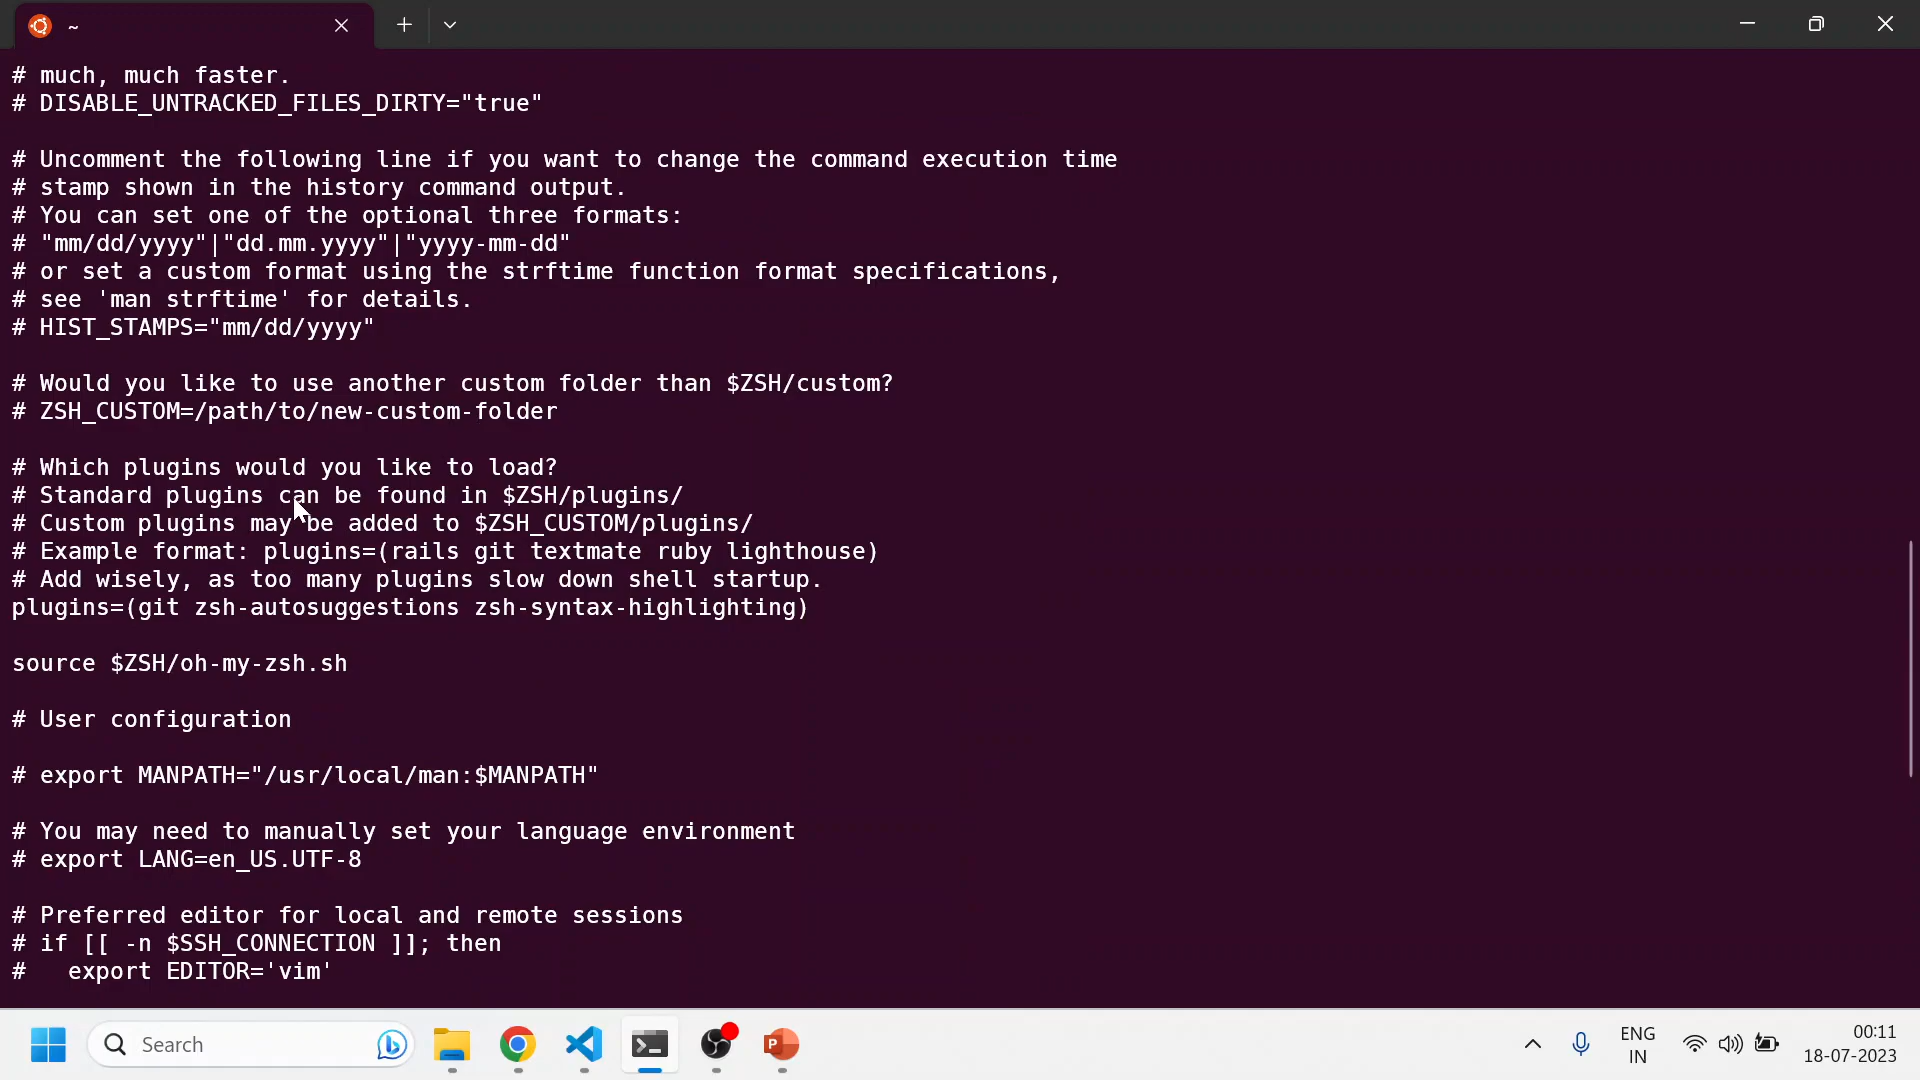 ~
# much, much faster.
# DISABLE_UNTRACKED_FILES_DIRTY="true"
# Uncomment the following line if you want to change the command execution time
# stamp shown in the history command output.
# You can set one of the optional three formats:
# "mm/dd/yyyy"|"dd.mm.yyyy"|"yyyy-mm-dd"
# or set a custom format using the strftime function format specifications,
# see 'man strftime' for details.
# HIST_STAMPS="mm/dd/yyyy"
# Would you like to use another custom folder than $ZSH/custom?
# ZSH_CUSTOM=/path/to/new-custom-folder
# Which plugins would you like to load?
# Standard plugins can be found in $ZSH/plugins/
# Custom plugins may be added to $ZSH_CUSTOM/plugins/
# Example format: plugins=(rails git textmate ruby lighthouse)
# Add wisely, as too many plugins slow down shell startup.
plugins=(git zsh-autosuggestions zsh-syntax-highlighting)
source $ZSH/oh-my-zsh.sh
# User configuration
# export MANPATH="/usr/local/man:$MANPATH"
# You may need to manually set your language environment
# export LANG=en_US.UTF-8
# Preferred editor for local and remote sessions
# if [[ -n $SSH_CONNECTION ]]; then
#   export EDITOR='vim'
Search
P
ENG
IN
00:11
18-07-2023